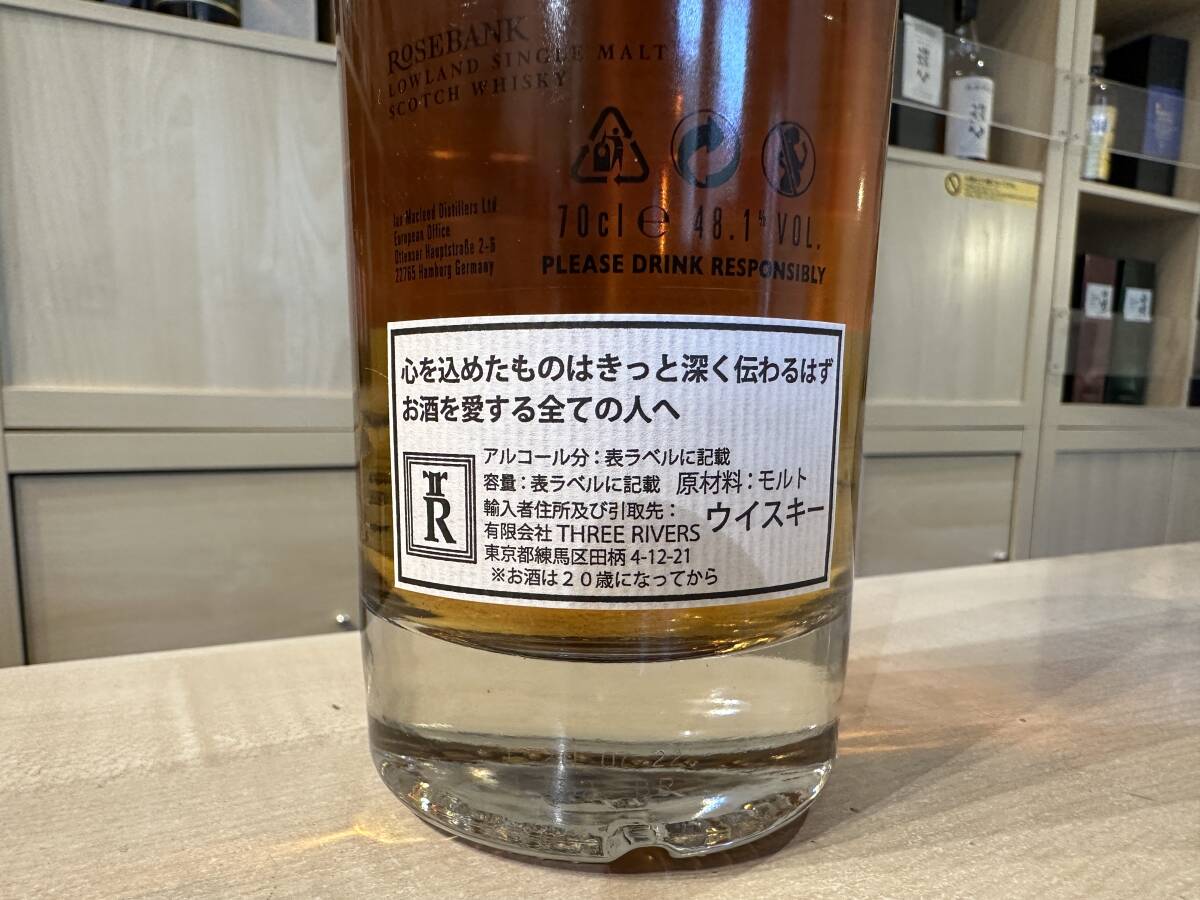 ROSEBANK
LOWLAND SINGLE MALT
SCOTCH WHISKY
Ian Macleod Distillers Ltd
European Office
Ottenser Hauptstraße 2-6
22765 Hamburg Germany
70cl e 48.1% VOL.
PLEASE DRINK RESPONSIBLY
心を込めたものはきっと深く伝わるはず
お酒を愛する全ての人へ
TR
アルコール分：表ラベルに記載
容量：表ラベルに記載 原材料：モルト
輸入者住所及び引取先： ウイスキー
有限会社 THREE RIVERS
東京都練馬区田柄 4-12-21
※お酒は２０歳になってから